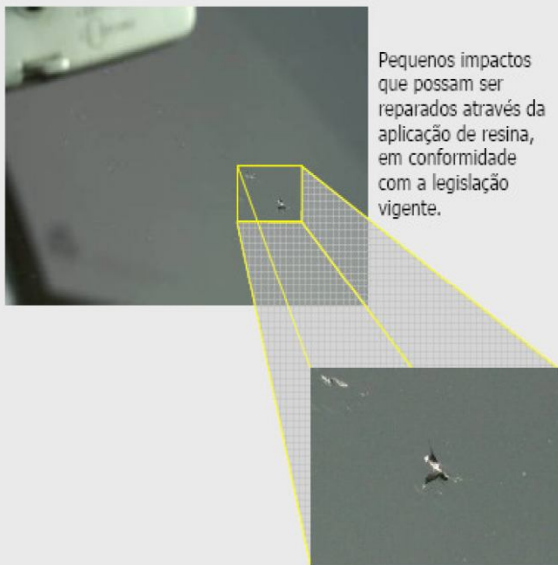 Pequenos impactos
que possam ser
reparados através da
aplicação de resina,
em conformidade
com a legislação
vigente.